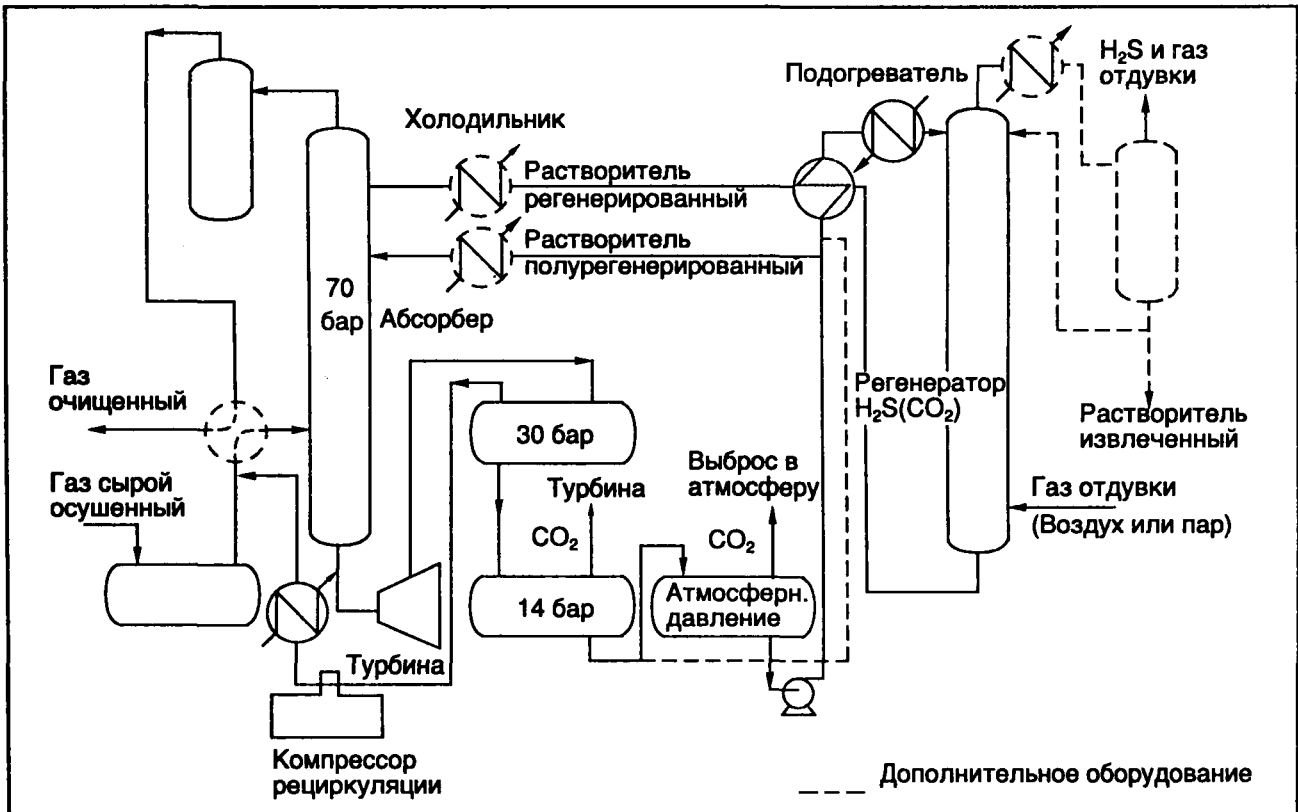 H₂S и газ
отдувки
Подогреватель
Холодильник
Растворитель
регенерированный
Растворитель
полурегенерированный
70
бар
Абсорбер
Газ
очищенный
Регенератор
H₂S(CO₂)
Растворитель
извлеченный
30 бар
Газ сырой
осушенный
Турбина
Выброс в
атмосферу
Газ отдувки
(Воздух или пар)
CO₂
CO₂
14 бар
Атмосферн.
давление
Турбина
Компрессор
рециркуляции
Дополнительное оборудование